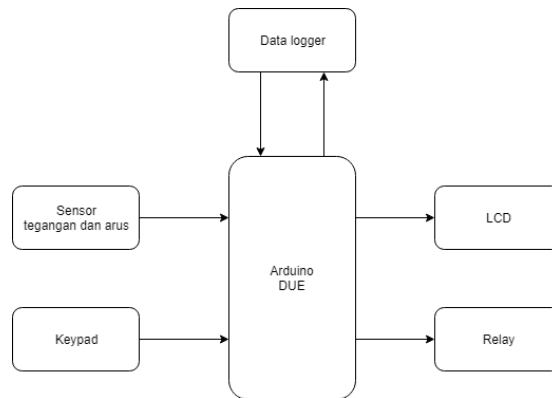 Data logger
Sensor
tegangan dan arus
Arduino
DUE
LCD
Keypad
Relay